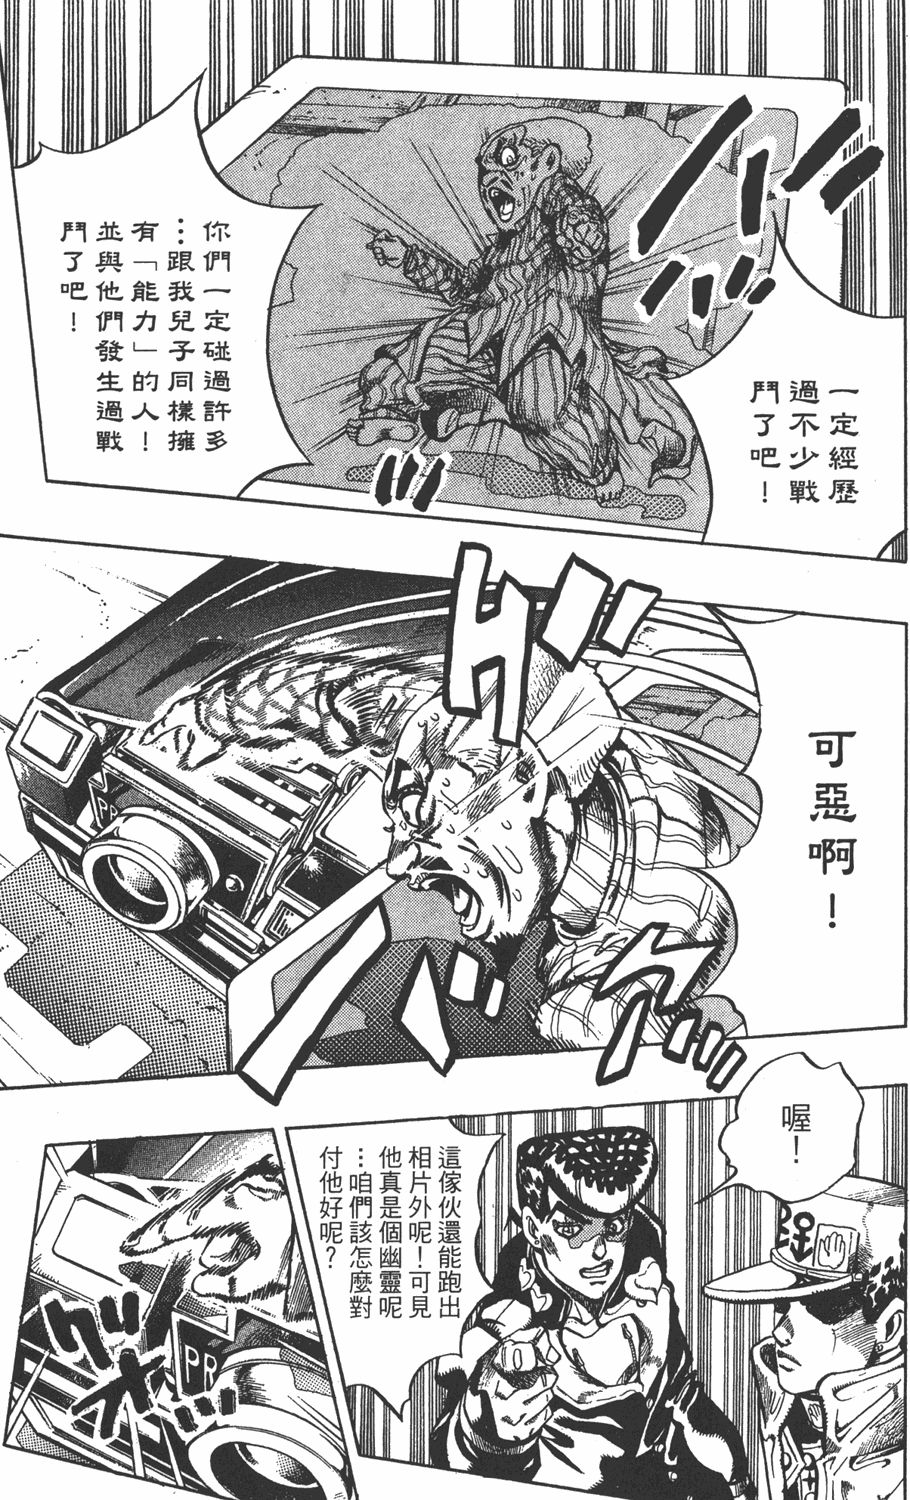 一定經歷
過不少戰
鬥了吧！
你們一定碰過許多
…跟我兒子同樣擁
有「能力」的人！
並與他們發生過戰
鬥了吧！
可惡啊！
喔！
這傢伙還能跑出
相片外呢！可見
他真是個幽靈呢
…咱們該怎麼對
付他好呢？
PR
PR